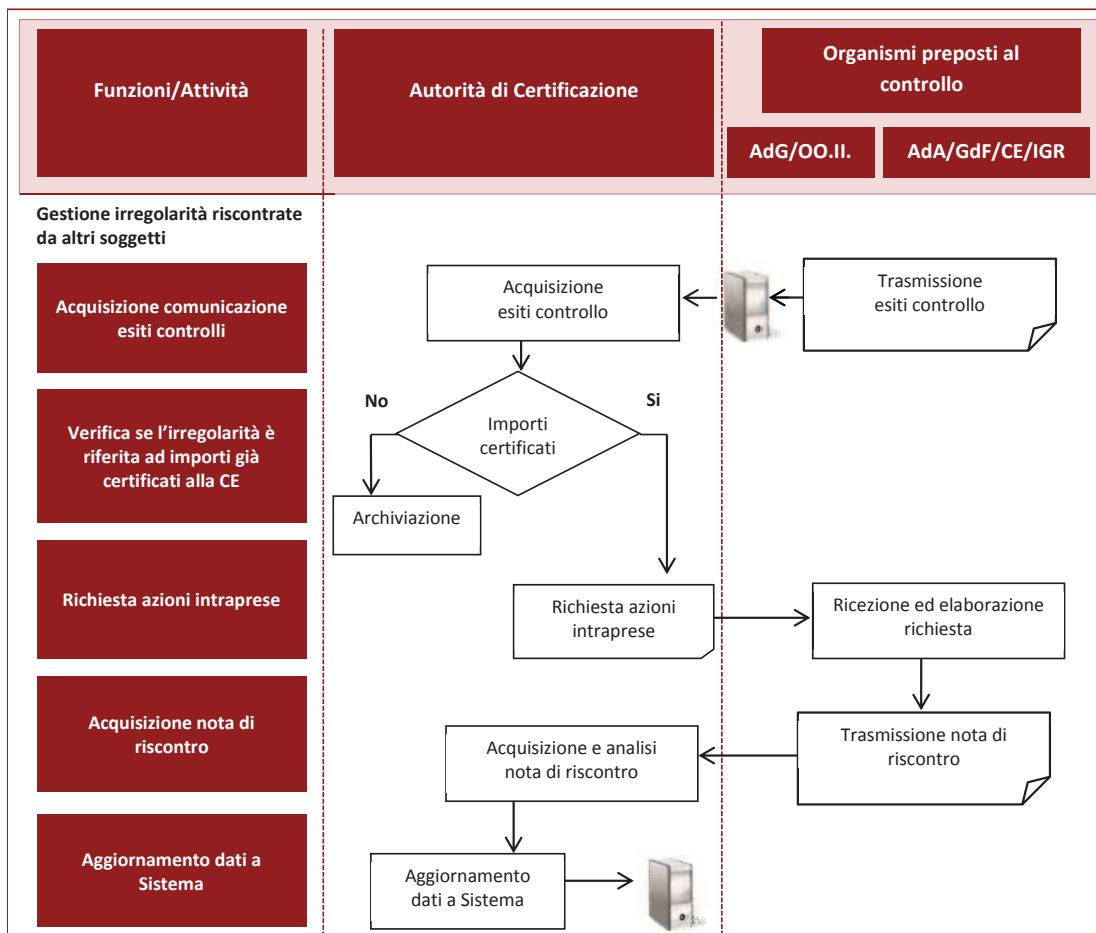 Funzioni/Attività
Autorità di Certificazione
Organismi preposti al
controllo
AdG/OO.II.
AdA/GdF/CE/IGR
Gestione irregolarità riscontrate
da altri soggetti
Acquisizione comunicazione
esiti controlli
Acquisizione
esiti controllo
Trasmissione
esiti controllo
Verifica se l’irregolarità è
riferita ad importi già
certificati alla CE
No
Si
Importi
certificati
Archiviazione
Richiesta azioni intraprese
Richiesta azioni
intraprese
Ricezione ed elaborazione
richiesta
Acquisizione nota di
riscontro
Acquisizione e analisi
nota di riscontro
Trasmissione nota di
riscontro
Aggiornamento dati a
Sistema
Aggiornamento
dati a Sistema